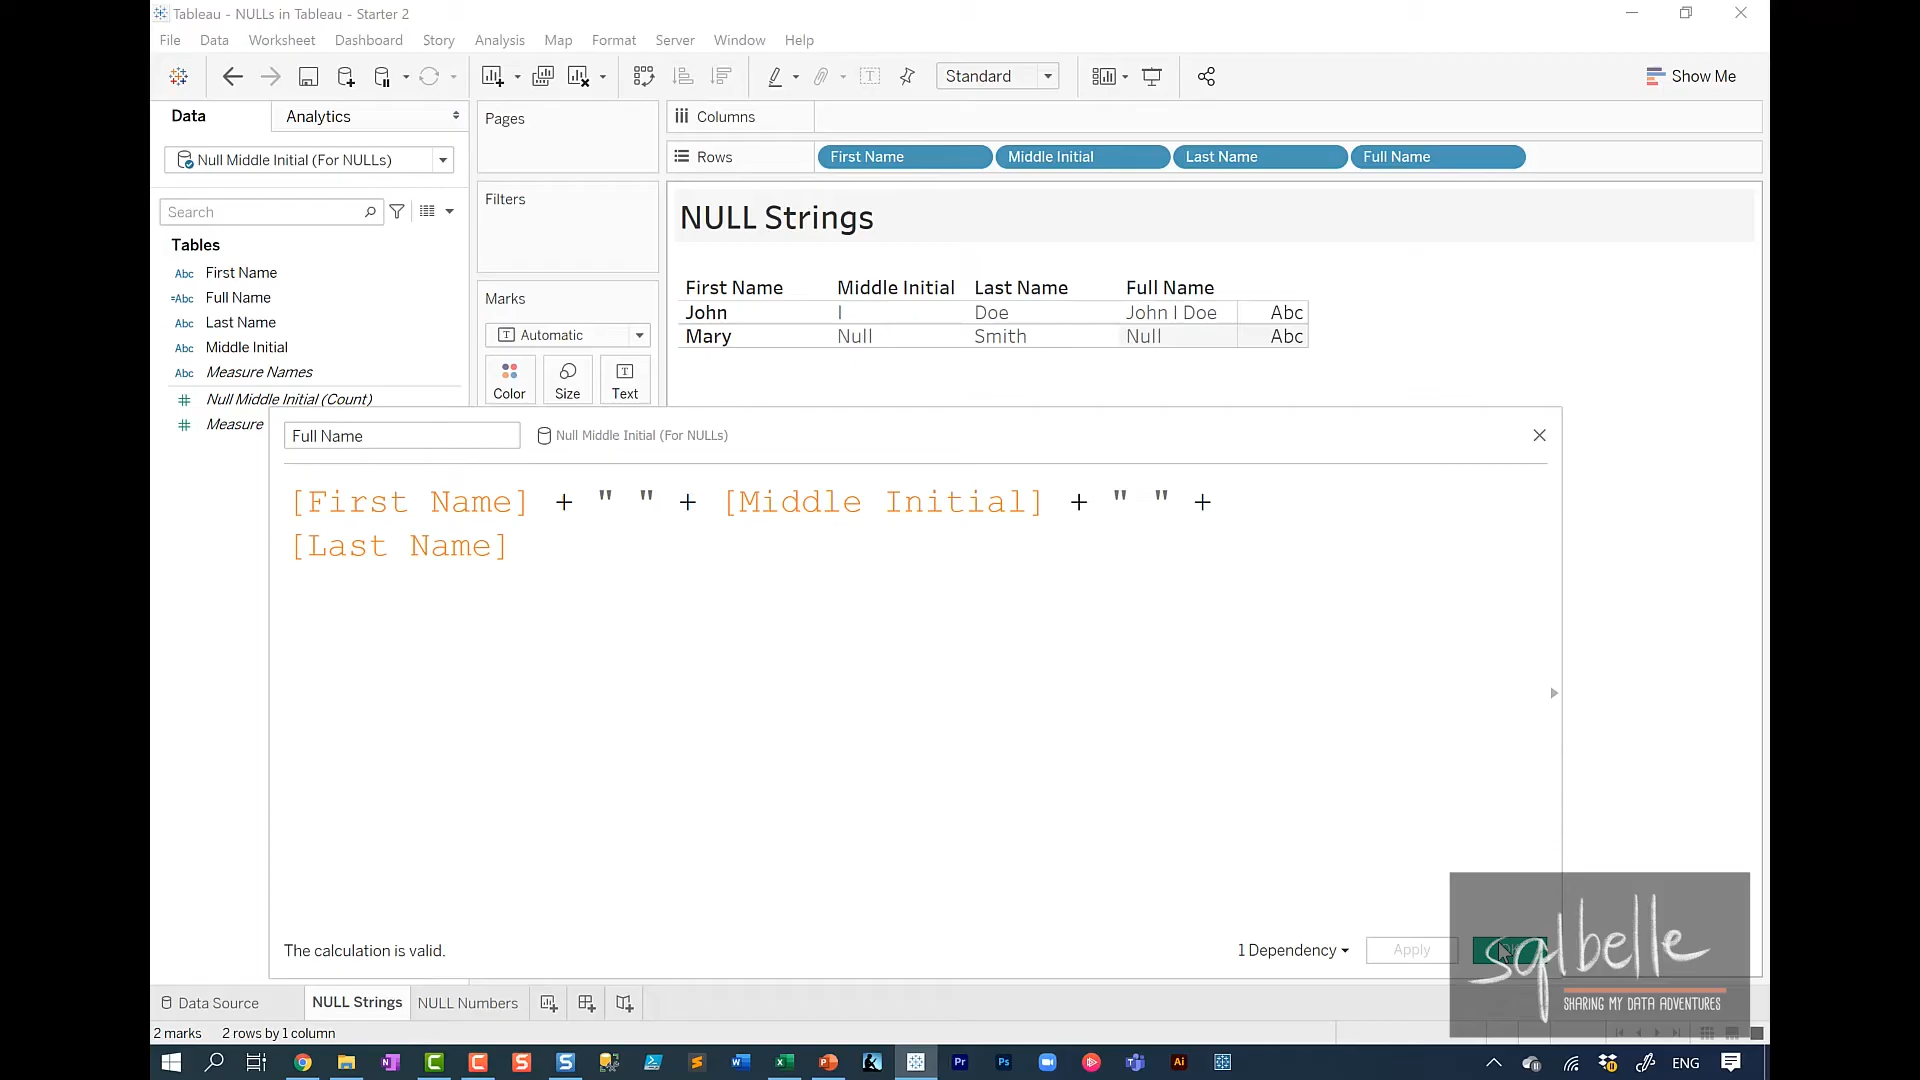 Tableau - NULLs in Tableau - Starter 2
File Data Worksheet Dashboard Story Analysis Map Format Server Window Help
Standard
Show Me
Data Analytics
Pages
Columns
Null Middle Initial (For NULLs)
Rows First Name Middle Initial Last Name Full Name
Search
Filters
NULL Strings
Tables
Abc First Name
=Abc Full Name
Abc Last Name
Abc Middle Initial
Abc Measure Names
# Null Middle Initial (Count)
# Measure
Marks
T Automatic
Color Size Text
First Name Middle Initial Last Name Full Name
John I Doe John I Doe Abc
Mary Null Smith Null Abc
Full Name Null Middle Initial (For NULLs)
[First Name] + " " + [Middle Initial] + " " +
[Last Name]
The calculation is valid.
1 Dependency Apply
sqlbelle
SHARING MY DATA ADVENTURES
Data Source NULL Strings NULL Numbers
2 marks 2 rows by 1 column
ENG